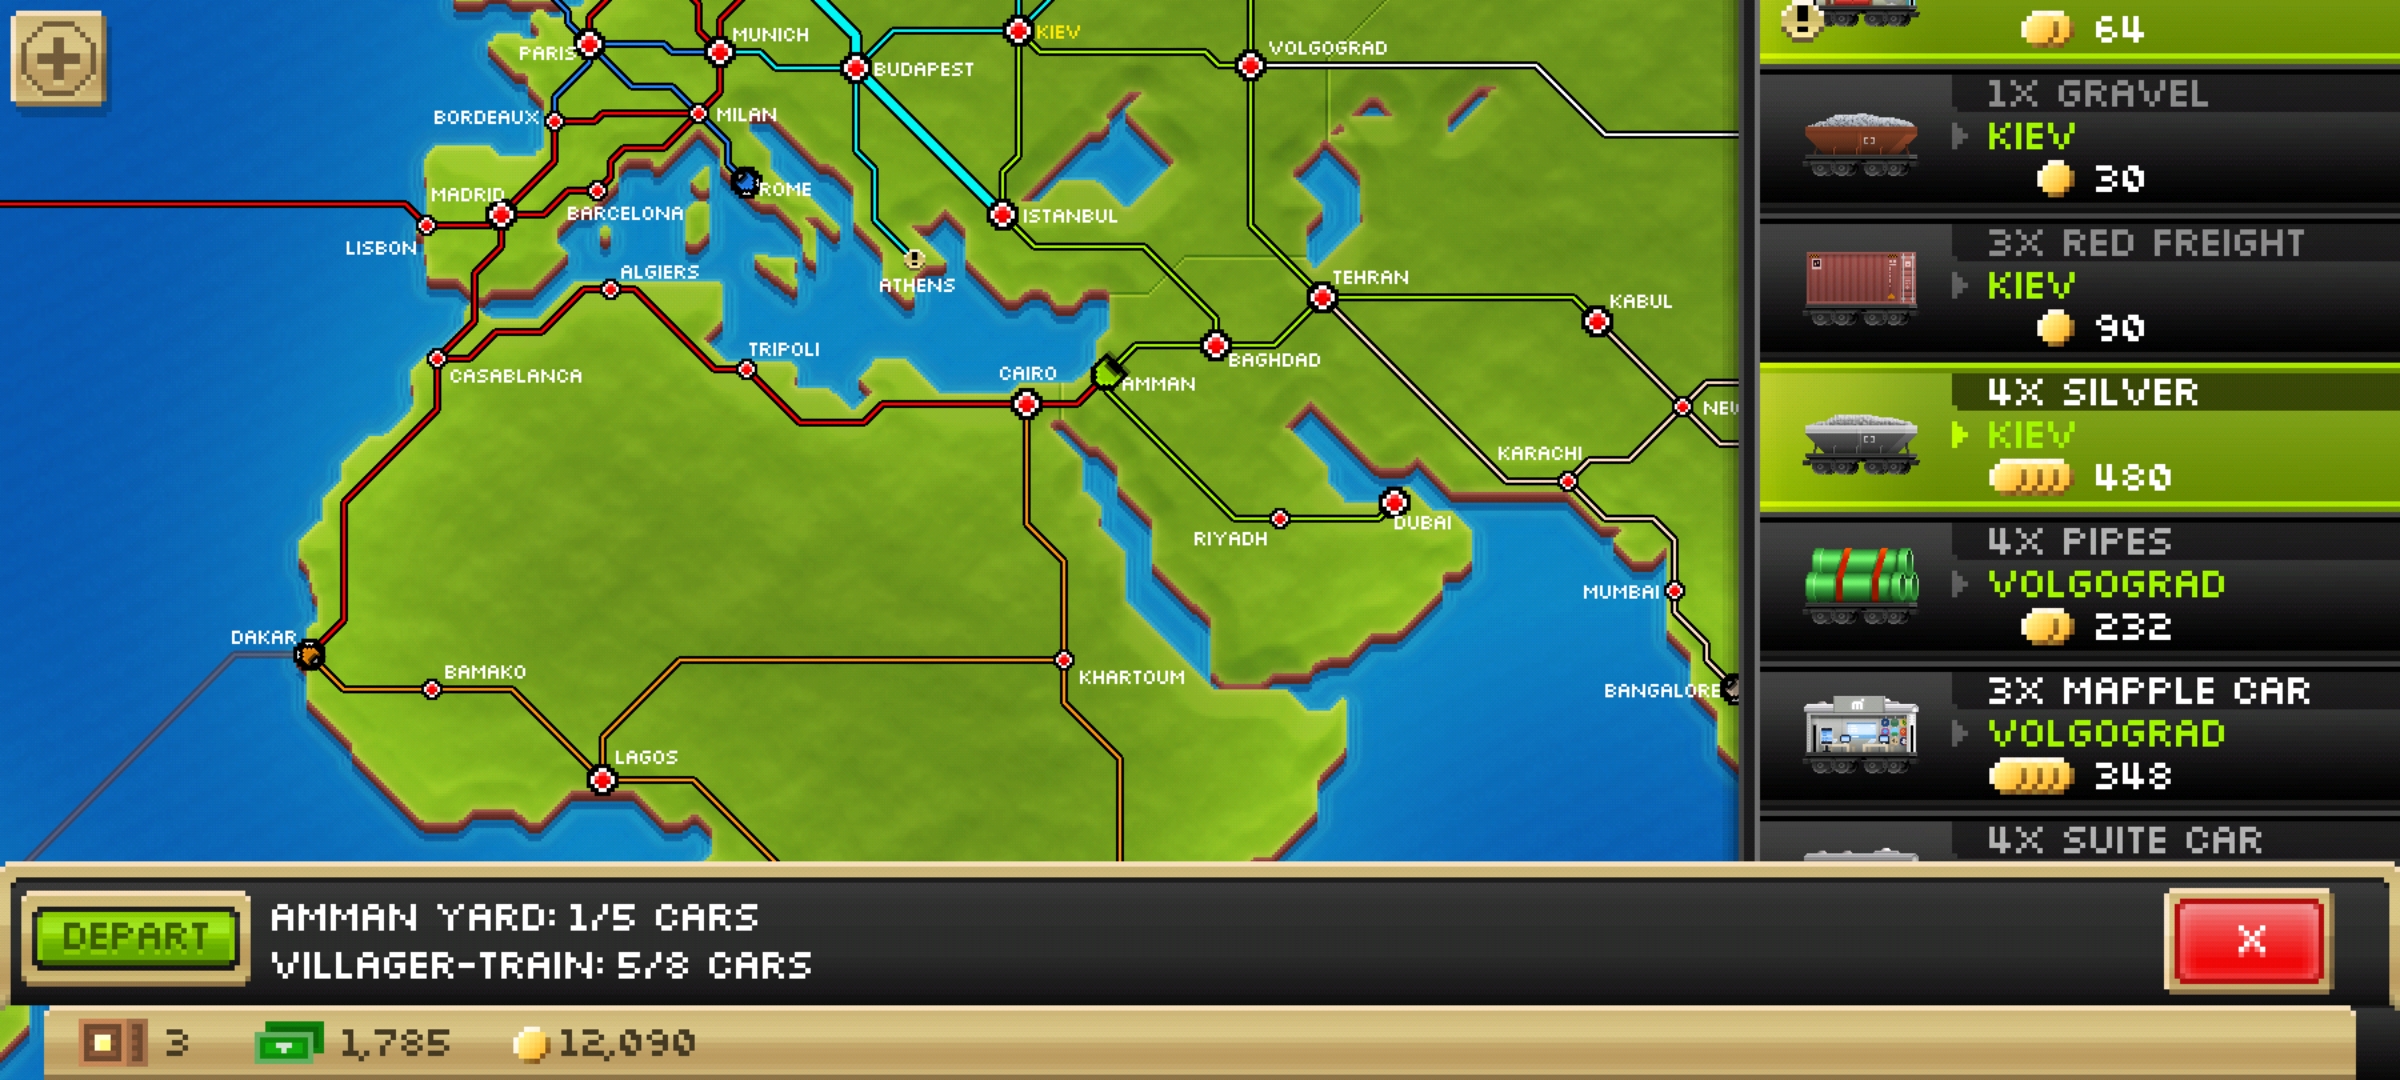 PARIS
MUNICH
BUDAPEST
KIEV
VOLGOGRAD
BORDEAUX
MILAN
MADRID
BARCELONA
ROME
ISTANBUL
LISBON
ALGIERS
ATHENS
TEHRAN
KABUL
CASABLANCA
TRIPOLI
CAIRO
AMMAN
BAGHDAD
KARACHI
RIYADH
DUBAI
MUMBAI
DAKAR
BAMAKO
KHARTOUM
BANGALORE
LAGOS
64
1X GRAVEL
KIEV
30
3X RED FREIGHT
KIEV
90
4X SILVER
KIEV
480
4X PIPES
VOLGOGRAD
232
3X MAPPLE CAR
VOLGOGRAD
348
4X SUITE CAR
DEPART
AMMAN YARD: 1/5 CARS
VILLAGER-TRAIN: 5/8 CARS
X
3
1,785
12,090